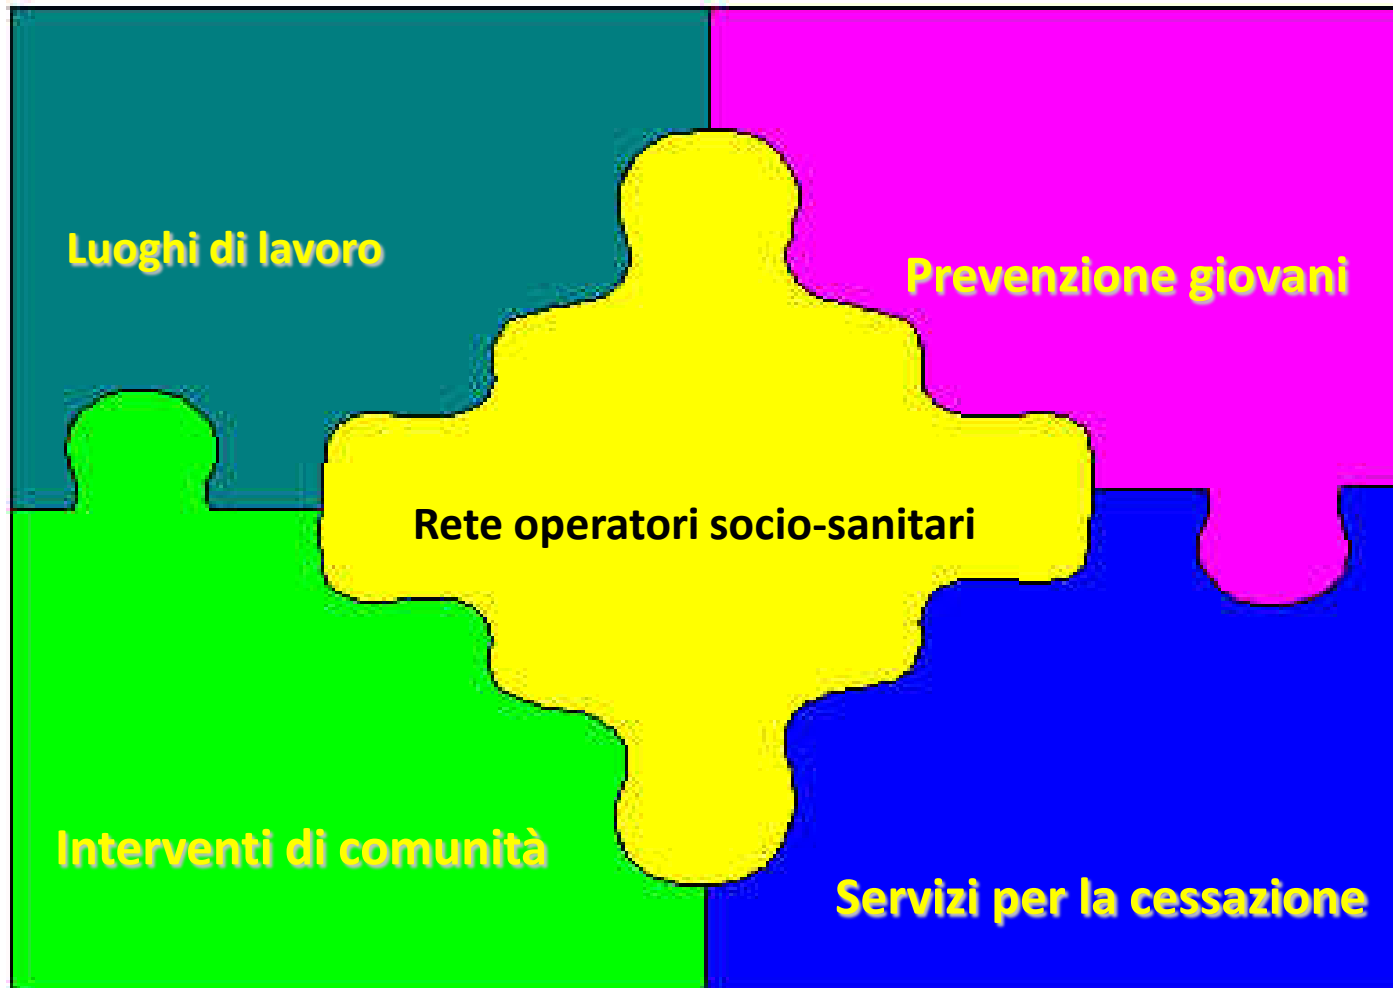 Luoghi di lavoro
Prevenzione giovani
Rete operatori socio-sanitari
Interventi di comunità
Servizi per la cessazione